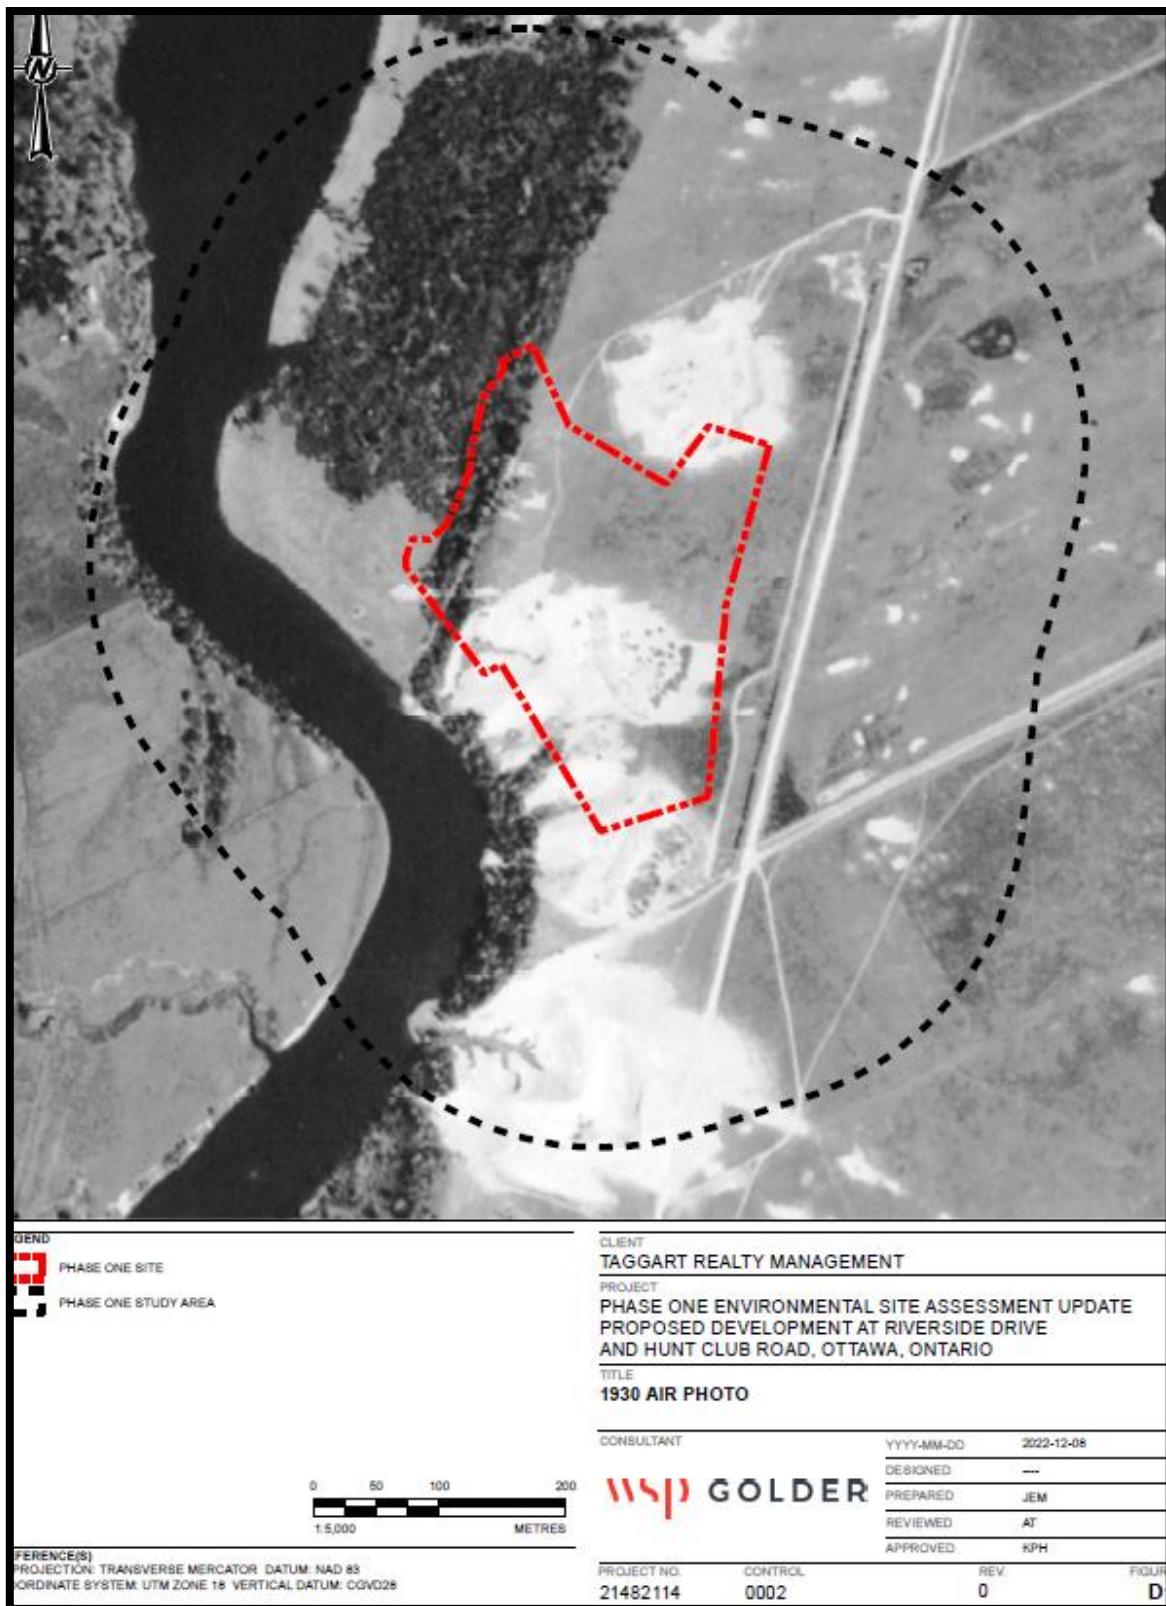 N
GEND
PHASE ONE SITE
PHASE ONE STUDY AREA
0 50 100 200
1:5,000 METRES
FERENCE(S)
PROJECTION: TRANSVERSE MERCATOR DATUM: NAD 83
ORDINATE SYSTEM: UTM ZONE 18 VERTICAL DATUM: CGVD28
CLIENT
TAGGART REALTY MANAGEMENT
PROJECT
PHASE ONE ENVIRONMENTAL SITE ASSESSMENT UPDATE
PROPOSED DEVELOPMENT AT RIVERSIDE DRIVE
AND HUNT CLUB ROAD, OTTAWA, ONTARIO
TITLE
1930 AIR PHOTO
CONSULTANT
wsp GOLDER
YYYY-MM-DD 2022-12-08
DESIGNED ----
PREPARED JEM
REVIEWED AT
APPROVED KPH
PROJECT NO. CONTROL REV. FIGUR
21482114 0002 0 D